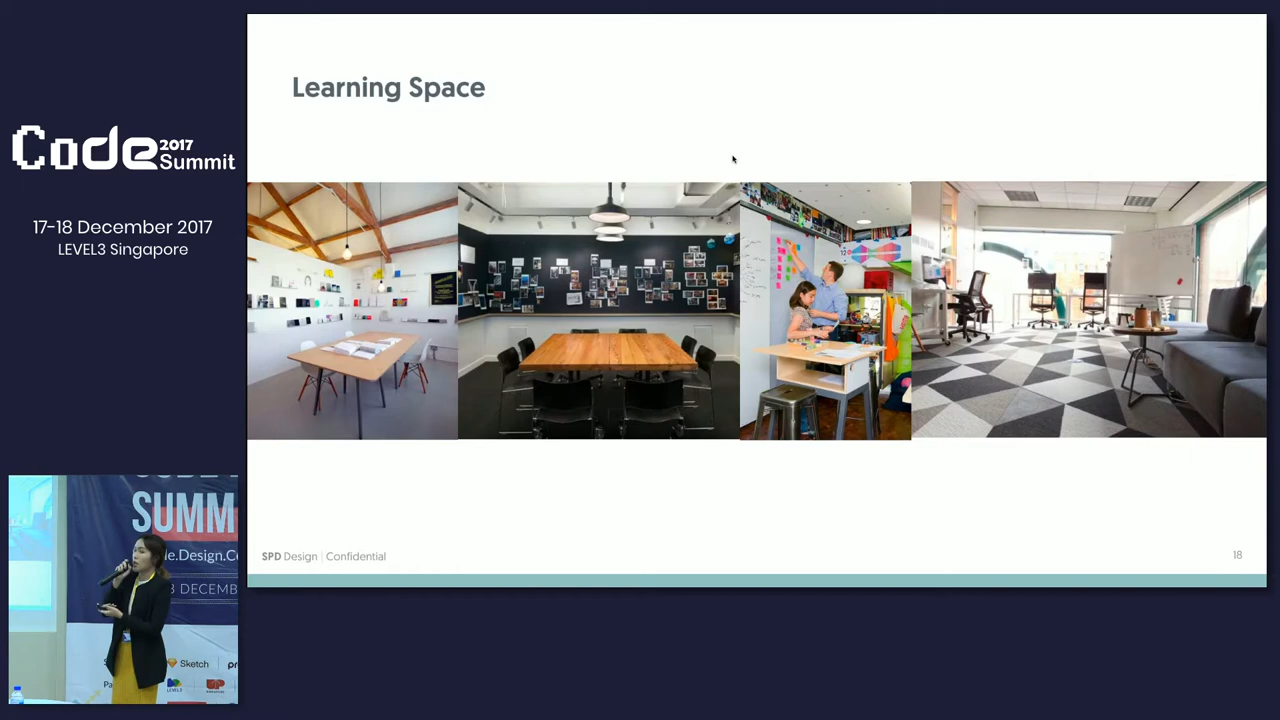 Learning Space
Code
2017
Summit
17-18 December 2017
LEVEL3 Singapore
SUMM
e.Design.Co
DECEMB
Sketch
SPD Design | Confidential
18